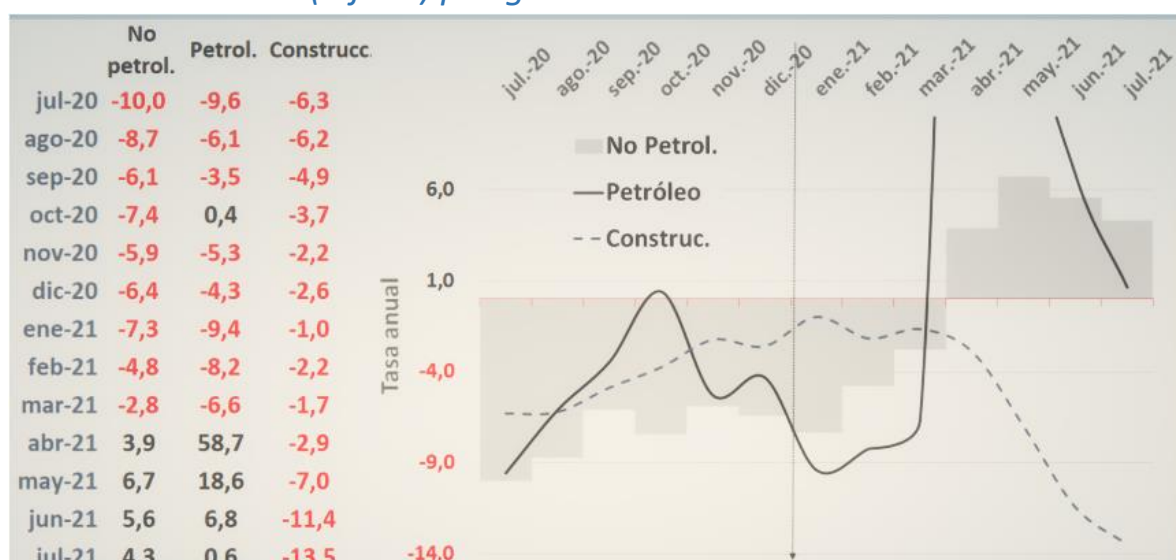 No petrol. Petrol. Construcc.
jul-20 -10,0 -9,6 -6,3
ago-20 -8,7 -6,1 -6,2
sep-20 -6,1 -3,5 -4,9
oct-20 -7,4 0,4 -3,7
nov-20 -5,9 -5,3 -2,2
dic-20 -6,4 -4,3 -2,6
ene-21 -7,3 -9,4 -1,0
feb-21 -4,8 -8,2 -2,2
mar-21 -2,8 -6,6 -1,7
abr-21 3,9 58,7 -2,9
may-21 6,7 18,6 -7,0
jun-21 5,6 6,8 -11,4
jul-21 4,3 0,6 -13,5
jul.-20 ago.-20 sep.-20 oct.-20 nov.-20 dic.-20 ene.-21 feb.-21 mar.-21 abr.-21 may.-21 jun.-21 jul.-21
No Petrol.
Petróleo
Construc.
Tasa anual
6,0
1,0
-4,0
-9,0
-14,0